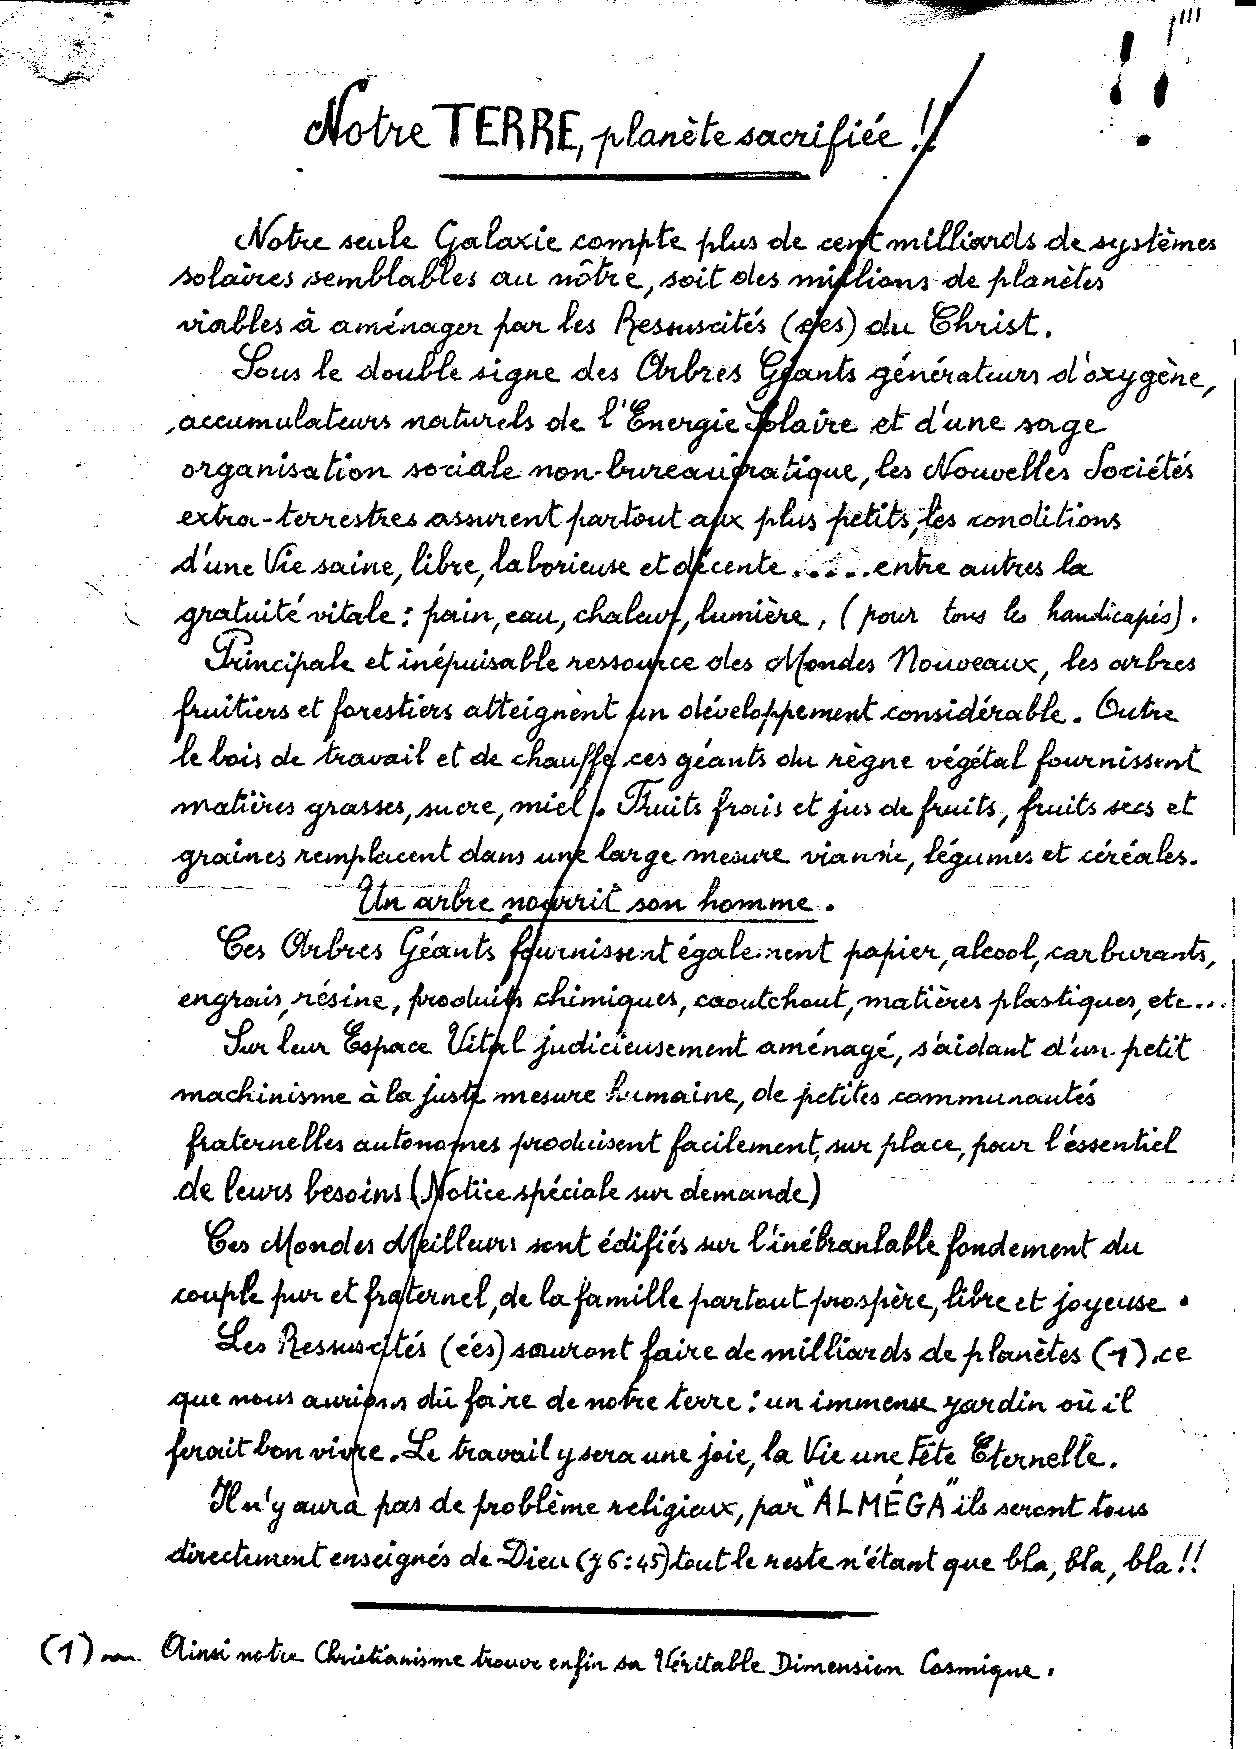 Notre TERRE, planète sacrifiée !!
Notre seule Galaxie compte plus de cent milliards de systèmes
solaires semblables au nôtre, soit des millions de planètes
viables à aménager par les Ressuscités (ées) du Christ.
Sous le double signe des Arbres Géants générateurs d'oxygène,
accumulateurs naturels de l'Energie Solaire et d'une sage
organisation sociale non-bureaucratique, les Nouvelles Sociétés
extra-terrestres assurent partout aux plus petits, les conditions
d'une Vie saine, libre, laborieuse et décente..... entre autres la
gratuité vitale : pain, eau, chaleur, lumière, (pour tous les handicapés).
Principale et inépuisable ressource des Mondes Nouveaux, les arbres
fruitiers et forestiers atteignent un développement considérable. Outre
le bois de travail et de chauffe, ces géants du règne végétal fournissent
matières grasses, sucre, miel. Fruits frais et jus de fruits, fruits secs et
graines remplacent dans une large mesure viande, légumes et céréales.
Un arbre nourrit son homme.
Ces Arbres Géants fournissent également papier, alcool, carburants,
engrais, résine, produits chimiques, caoutchout, matières plastiques, etc...
Sur leur Espace Vital judicieusement aménagé, s'aidant d'un petit
machinisme à la juste mesure humaine, de petites communautés
fraternelles autonomes produisent facilement, sur place, pour l'essentiel
de leurs besoins (Notice spéciale sur demande)
Ces Mondes Meilleurs sont édifiés sur l'inébranlable fondement du
couple pur et fraternel, de la famille partout prospère, libre et joyeuse.
Les Ressuscités (ées) sauront faire de milliards de planètes (1) ce
que nous aurions dû faire de notre terre : un immense jardin où il
ferait bon vivre. Le travail y sera une joie, la Vie une Fête Eternelle.
Il n'y aura pas de problème religieux, par "ALMÉGA" ils seront tous
directement enseignés de Dieu (J 6:45) tout le reste n'étant que bla, bla, bla !!
(1) Ainsi notre Christianisme trouve enfin sa Véritable Dimension Cosmique.